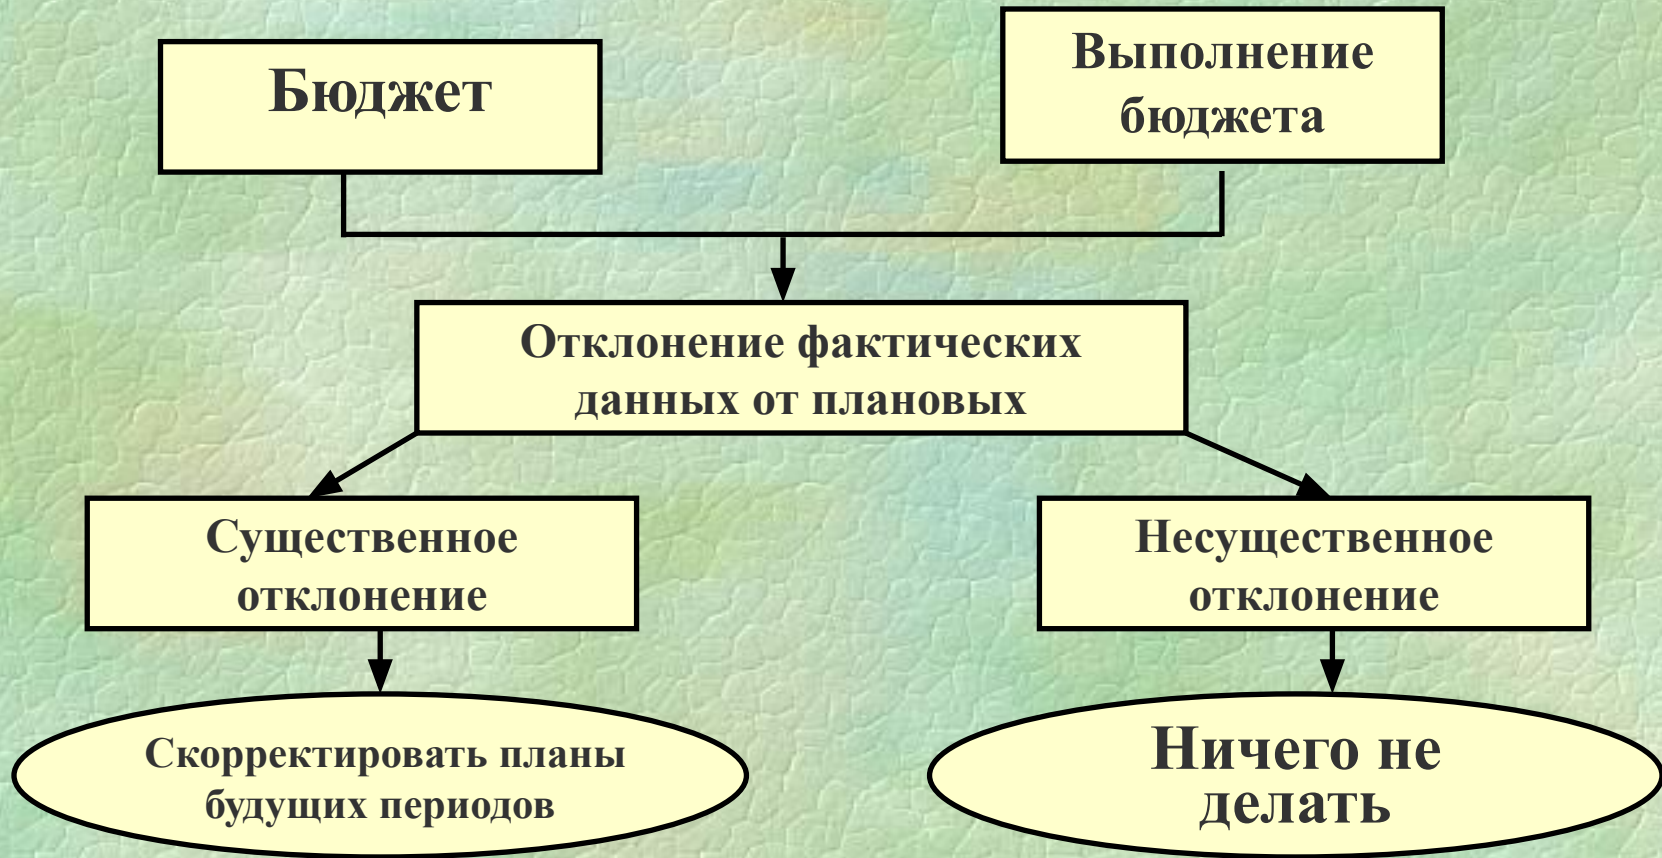 Бюджет
Выполнение
бюджета
Отклонение фактических
данных от плановых
Существенное
отклонение
Несущественное
отклонение
Скорректировать планы
будущих периодов
Ничего не
делать